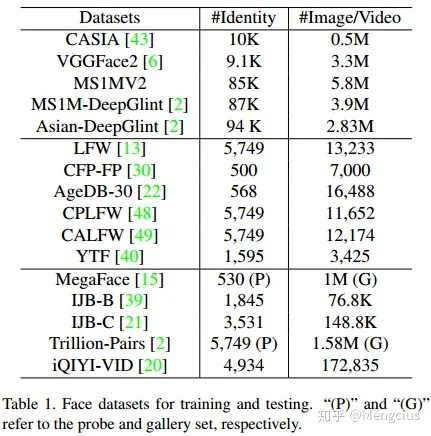 Datasets #Identity #Image/Video
CASIA [43] 10K 0.5M
VGGFace2 [6] 9.1K 3.3M
MS1MV2 85K 5.8M
MS1M-DeepGlint [2] 87K 3.9M
Asian-DeepGlint [2] 94 K 2.83M
LFW [13] 5,749 13,233
CFP-FP [30] 500 7,000
AgeDB-30 [22] 568 16,488
CPLFW [48] 5,749 11,652
CALFW [49] 5,749 12,174
YTF [40] 1,595 3,425
MegaFace [15] 530 (P) 1M (G)
IJB-B [39] 1,845 76.8K
IJB-C [21] 3,531 148.8K
Trillion-Pairs [2] 5,749 (P) 1.58M (G)
iQIYI-VID [20] 4,934 172,835
Table 1. Face datasets for training and testing. “(P)” and “(G)”
refer to the probe and gallery set, respectively.
知乎 @Mengcius